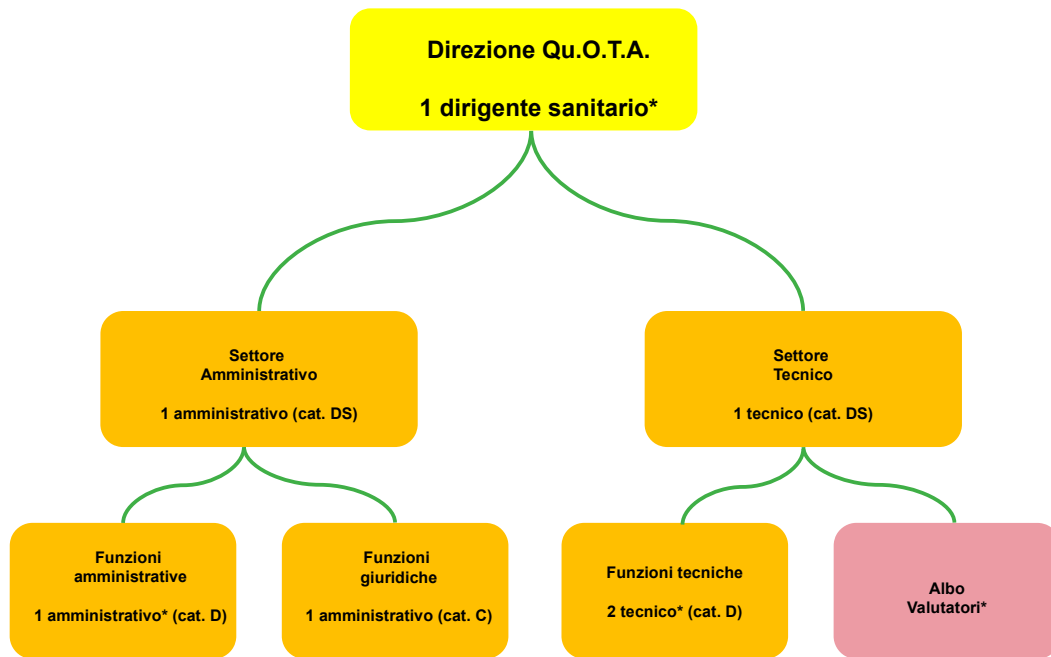 Direzione Qu.O.T.A.
1 dirigente sanitario*
Settore
Amministrativo
1 amministrativo (cat. DS)
Settore
Tecnico
1 tecnico (cat. DS)
Funzioni
amministrative
1 amministrativo* (cat. D)
Funzioni
giuridiche
1 amministrativo (cat. C)
Funzioni tecniche
2 tecnico* (cat. D)
Albo
Valutatori*